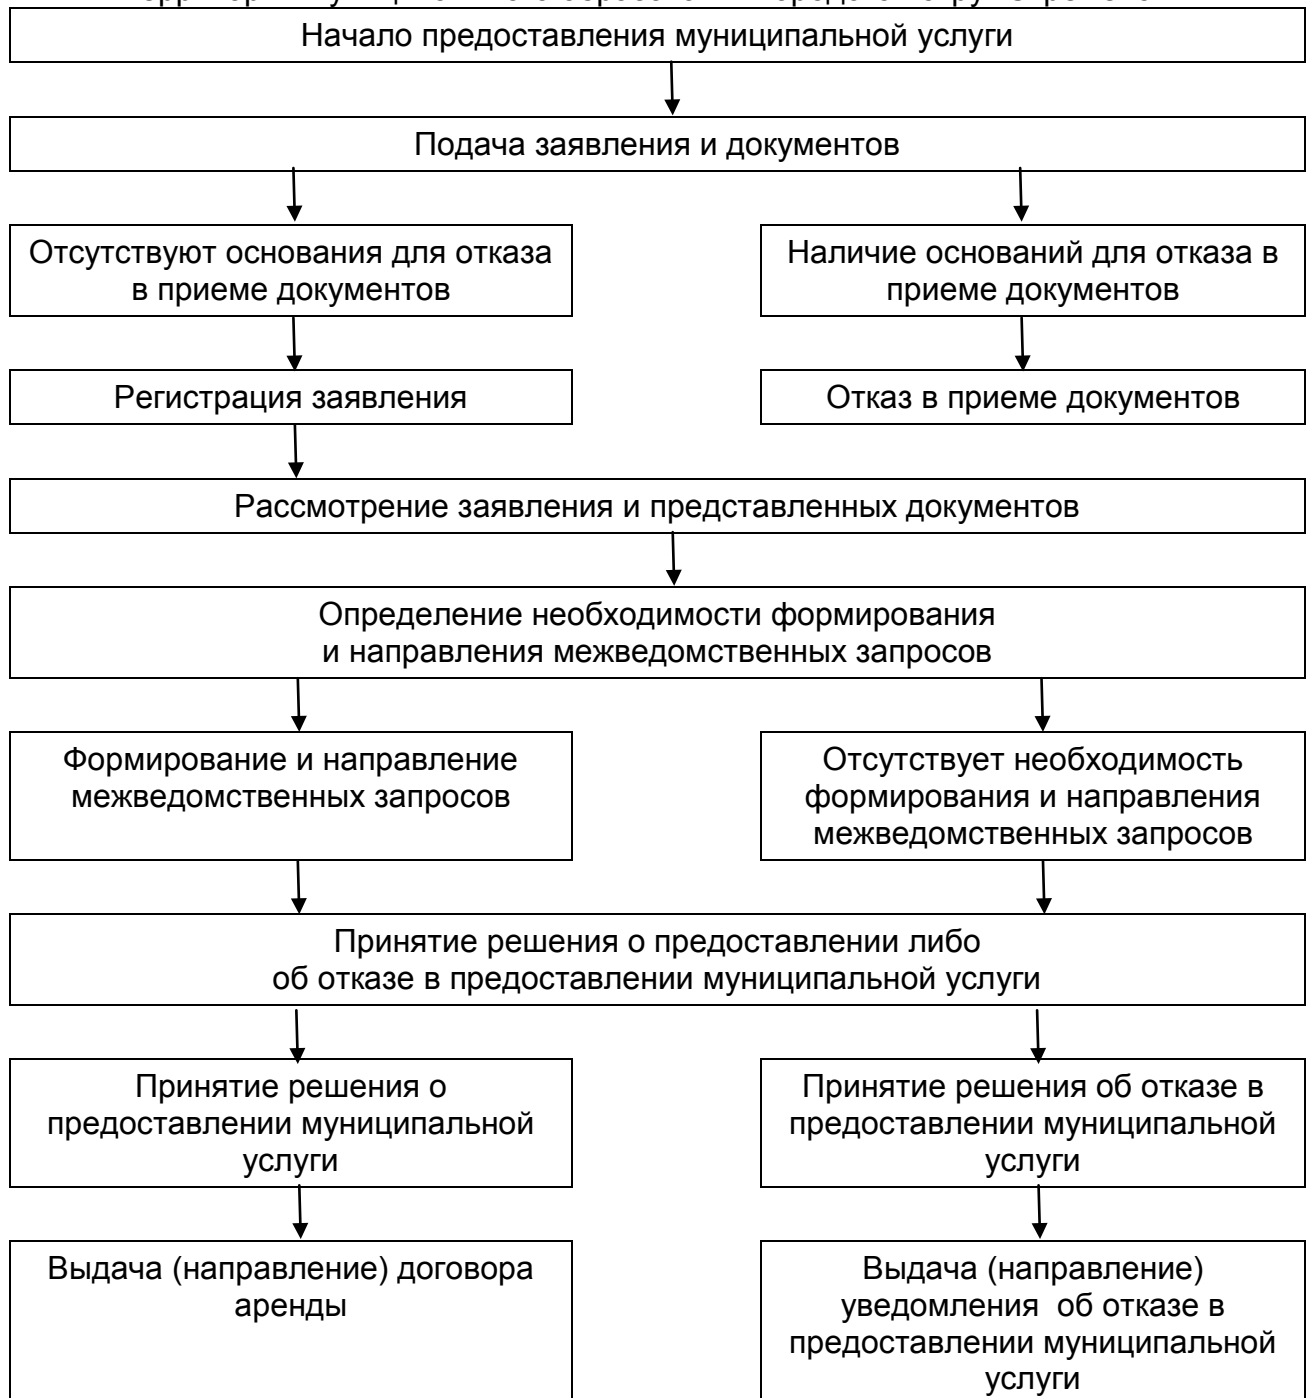 Начало предоставления муниципальной услуги
Подача заявления и документов
Отсутствуют основания для отказа
в приеме документов
Наличие оснований для отказа в
приеме документов
Регистрация заявления
Отказ в приеме документов
Рассмотрение заявления и представленных документов
Определение необходимости формирования
и направления межведомственных запросов
Формирование и направление
межведомственных запросов
Отсутствует необходимость
формирования и направления
межведомственных запросов
Принятие решения о предоставлении либо
об отказе в предоставлении муниципальной услуги
Принятие решения о
предоставлении муниципальной
услуги
Принятие решения об отказе в
предоставлении муниципальной
услуги
Выдача (направление) договора
аренды
Выдача (направление)
уведомления  об отказе в
предоставлении муниципальной
услуги